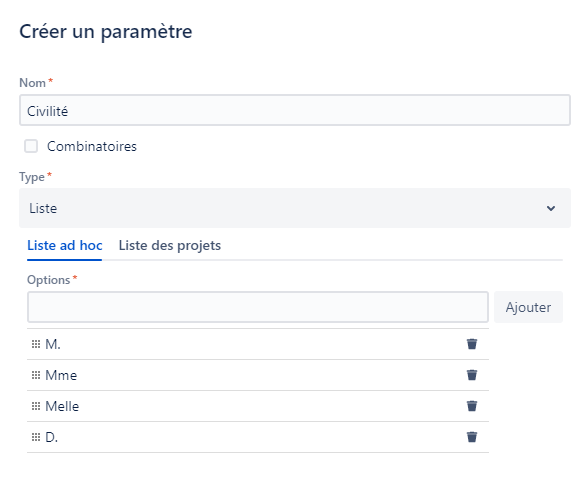 Créer un paramètre
Nom*
Civilité
Combinatoires
Type*
Liste
Liste ad hoc Liste des projets
Options*
Ajouter
M.
Mme
Melle
D.